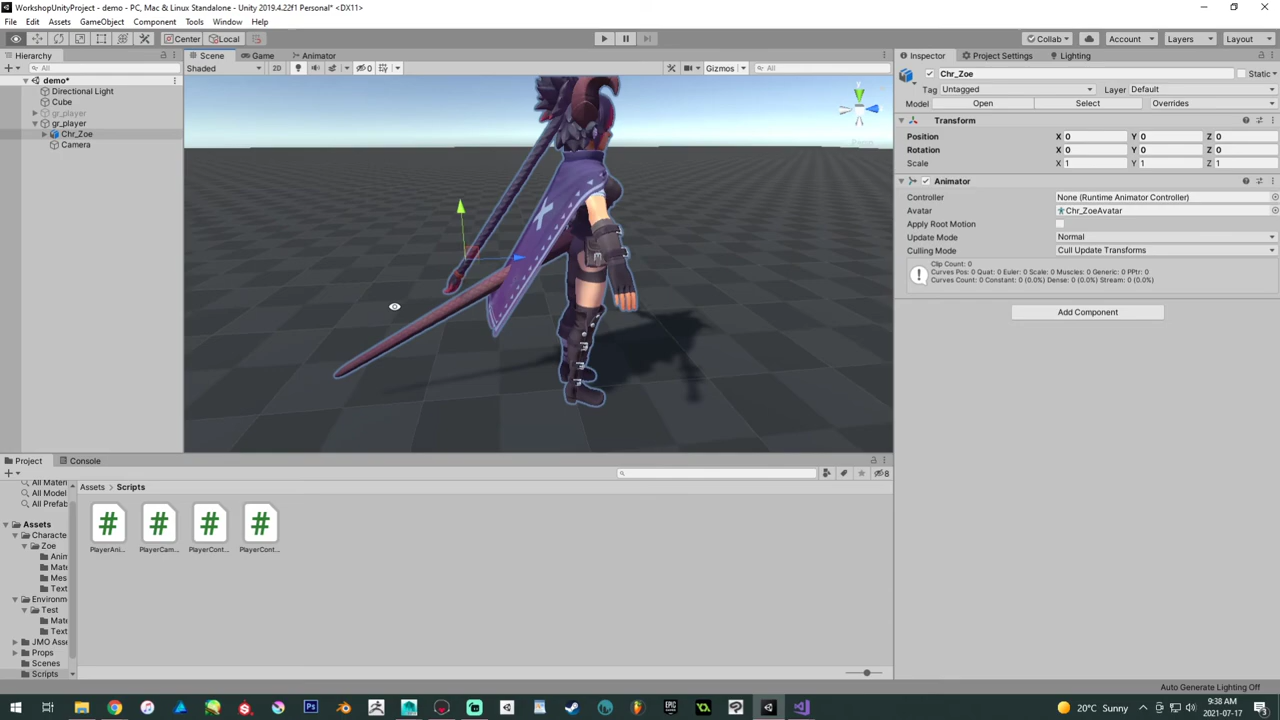 WorkshopUnityProject - demo - PC, Mac & Linux Standalone - Unity 2019.4.22f1 Personal* <DX11>
File Edit Assets GameObject Component Tools Window Help
Center Local Collab Account Layers Layout
Hierarchy
All
demo*
Directional Light
Cube
gr_player
gr_player
Chr_Zoe
Camera
Scene Game Animator
Shaded 2D 0 Gizmos All
Inspector Project Settings Lighting
Chr_Zoe Static
Tag Untagged Layer Default
Model Open Select Overrides
Transform
Position X 0 Y 0 Z 0
Rotation X 0 Y 0 Z 0
Scale X 1 Y 1 Z 1
Animator
Controller None (Runtime Animator Controller)
Avatar Chr_ZoeAvatar
Apply Root Motion
Update Mode Normal
Culling Mode Cull Update Transforms
Clip Count: 0
Curves Pos: 0 Quat: 0 Euler: 0 Scale: 0 Muscles: 0 Generic: 0 PPtr: 0
Curves Count: 0 Constant: 0 (0.0%) Dense: 0 (0.0%) Stream: 0 (0.0%)
Add Component
Project Console
8
All Materi
All Model
All Prefab
Assets
Characte
Zoe
Anin
Mate
Mes
Text
Environm
Test
Mate
Text
JMO Asse
Props
Scenes
Scripts
Assets > Scripts
PlayerAni... PlayerCam... PlayerCont... PlayerCont...
Auto Generate Lighting Off
20°C Sunny
9:38 AM
2021-07-17